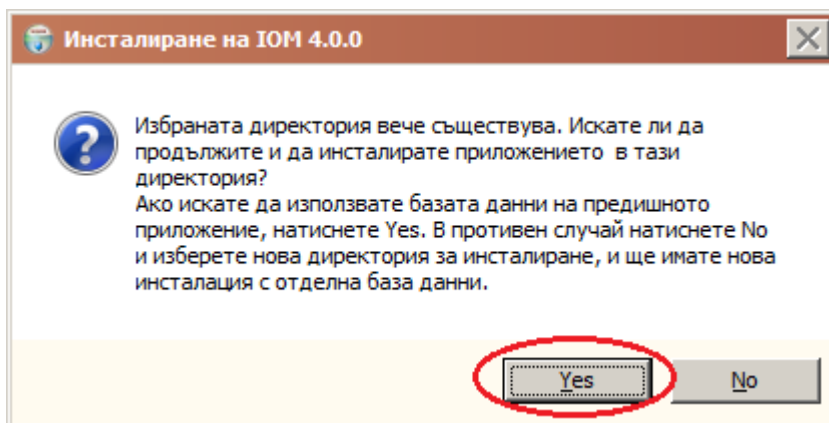 Инсталиране на IOM 4.0.0
Избраната директория вече съществува. Искате ли да
продължите и да инсталирате приложението в тази
директория?
Ако искате да използвате базата данни на предишното
приложение, натиснете Yes. В противен случай натиснете No
и изберете нова директория за инсталиране, и ще имате нова
инсталация с отделна база данни.
Yes No